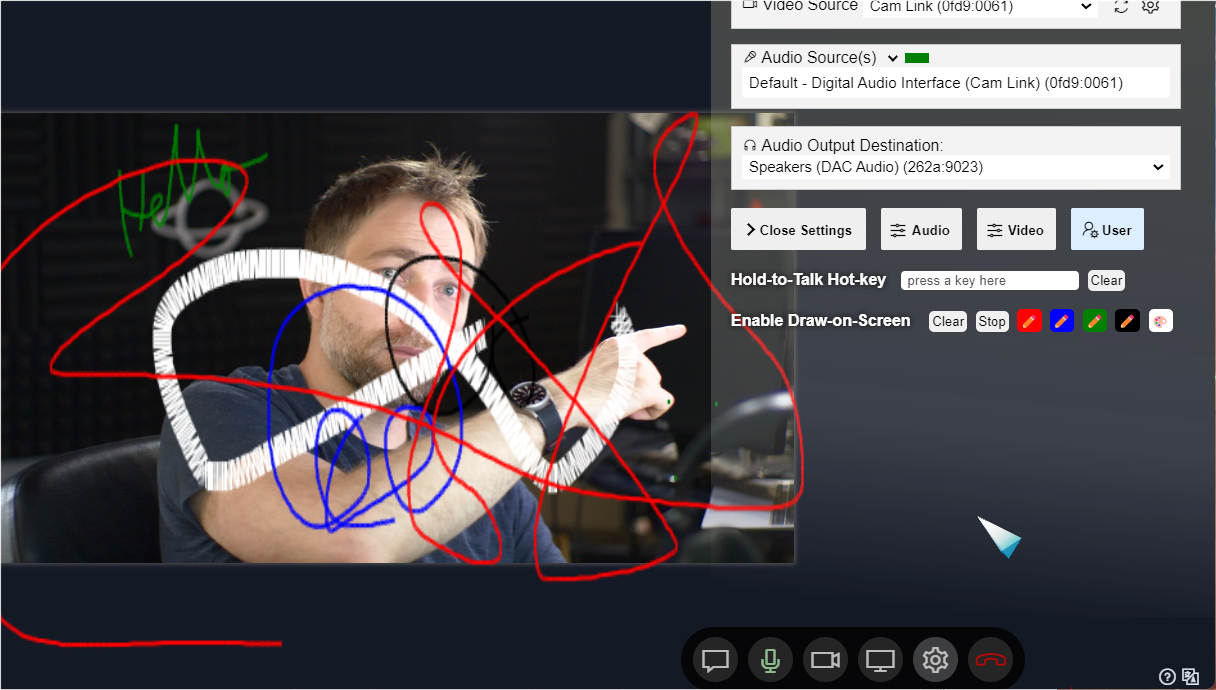 Video Source
Cam Link (0fd9:0061)
Audio Source(s)
Default - Digital Audio Interface (Cam Link) (0fd9:0061)
Audio Output Destination:
Speakers (DAC Audio) (262a:9023)
Close Settings Audio Video User
Hold-to-Talk Hot-key press a key here Clear
Enable Draw-on-Screen Clear Stop
Hello